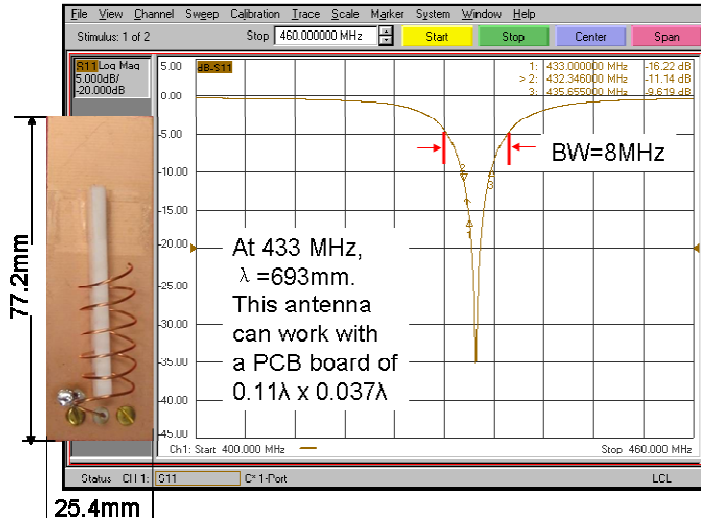 File View Channel Sweep Calibration Trace Scale Marker System Window Help
Stimulus: 1 of 2 Stop 460.000000 MHz Start Stop Center Span
S11 Log Mag
5.000dB/
-20.000dB
5.00 dB-S11
0.00
-5.00
-10.00
-15.00
-20.00
-25.00
-30.00
-35.00
-40.00
-45.00
1: 433.000000 MHz -16.22 dB
> 2: 432.346000 MHz -11.14 dB
3: 435.655000 MHz -9.619 dB
BW=8MHz
2
3
1
At 433 MHz,
λ =693mm.
This antenna
can work with
a PCB board of
0.11λ x 0.037λ
77.2mm
25.4mm
Ch1: Start 400.000 MHz Stop 460.000 MHz
Status CH 1: S11 C* 1-Port LCL